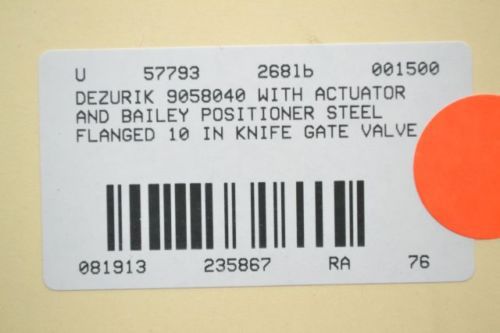 U 57793 268lb 001500
DEZURIK 9058040 WITH ACTUATOR
AND BAILEY POSITIONER STEEL
FLANGED 10 IN KNIFE GATE VALVE
081913 235867 RA 76